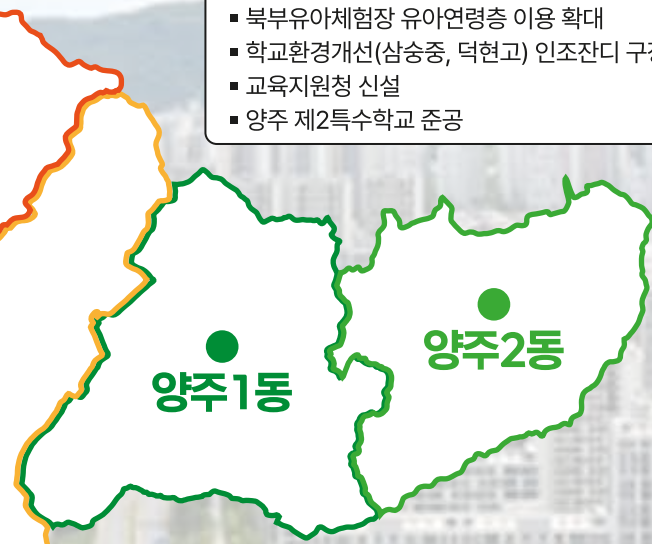 ▪ 북부유아체험장 유아연령층 이용 확대
▪ 학교환경개선(삼숭중, 덕현고) 인조잔디
▪ 교육지원청 신설
▪ 양주 제2특수학교 준공
양주2동
양주1동